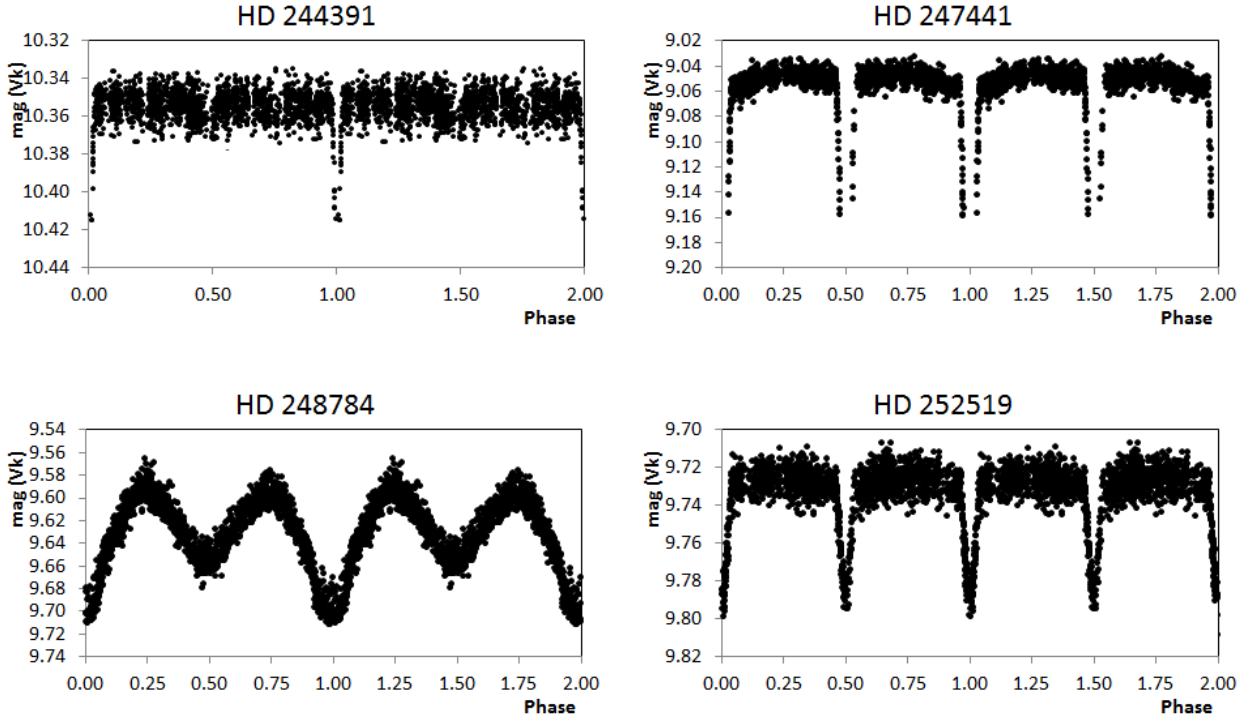 HD 244391
mag (Vk)
10.32
10.34
10.36
10.38
10.40
10.42
10.44
0.00 0.50 1.00 1.50 2.00
Phase
HD 247441
mag (Vk)
9.02
9.04
9.06
9.08
9.10
9.12
9.14
9.16
9.18
9.20
0.00 0.25 0.50 0.75 1.00 1.25 1.50 1.75 2.00
Phase
HD 248784
mag (Vk)
9.54
9.56
9.58
9.60
9.62
9.64
9.66
9.68
9.70
9.72
9.74
0.00 0.25 0.50 0.75 1.00 1.25 1.50 1.75 2.00
Phase
HD 252519
mag (Vk)
9.70
9.72
9.74
9.76
9.78
9.80
9.82
0.00 0.25 0.50 0.75 1.00 1.25 1.50 1.75 2.00
Phase